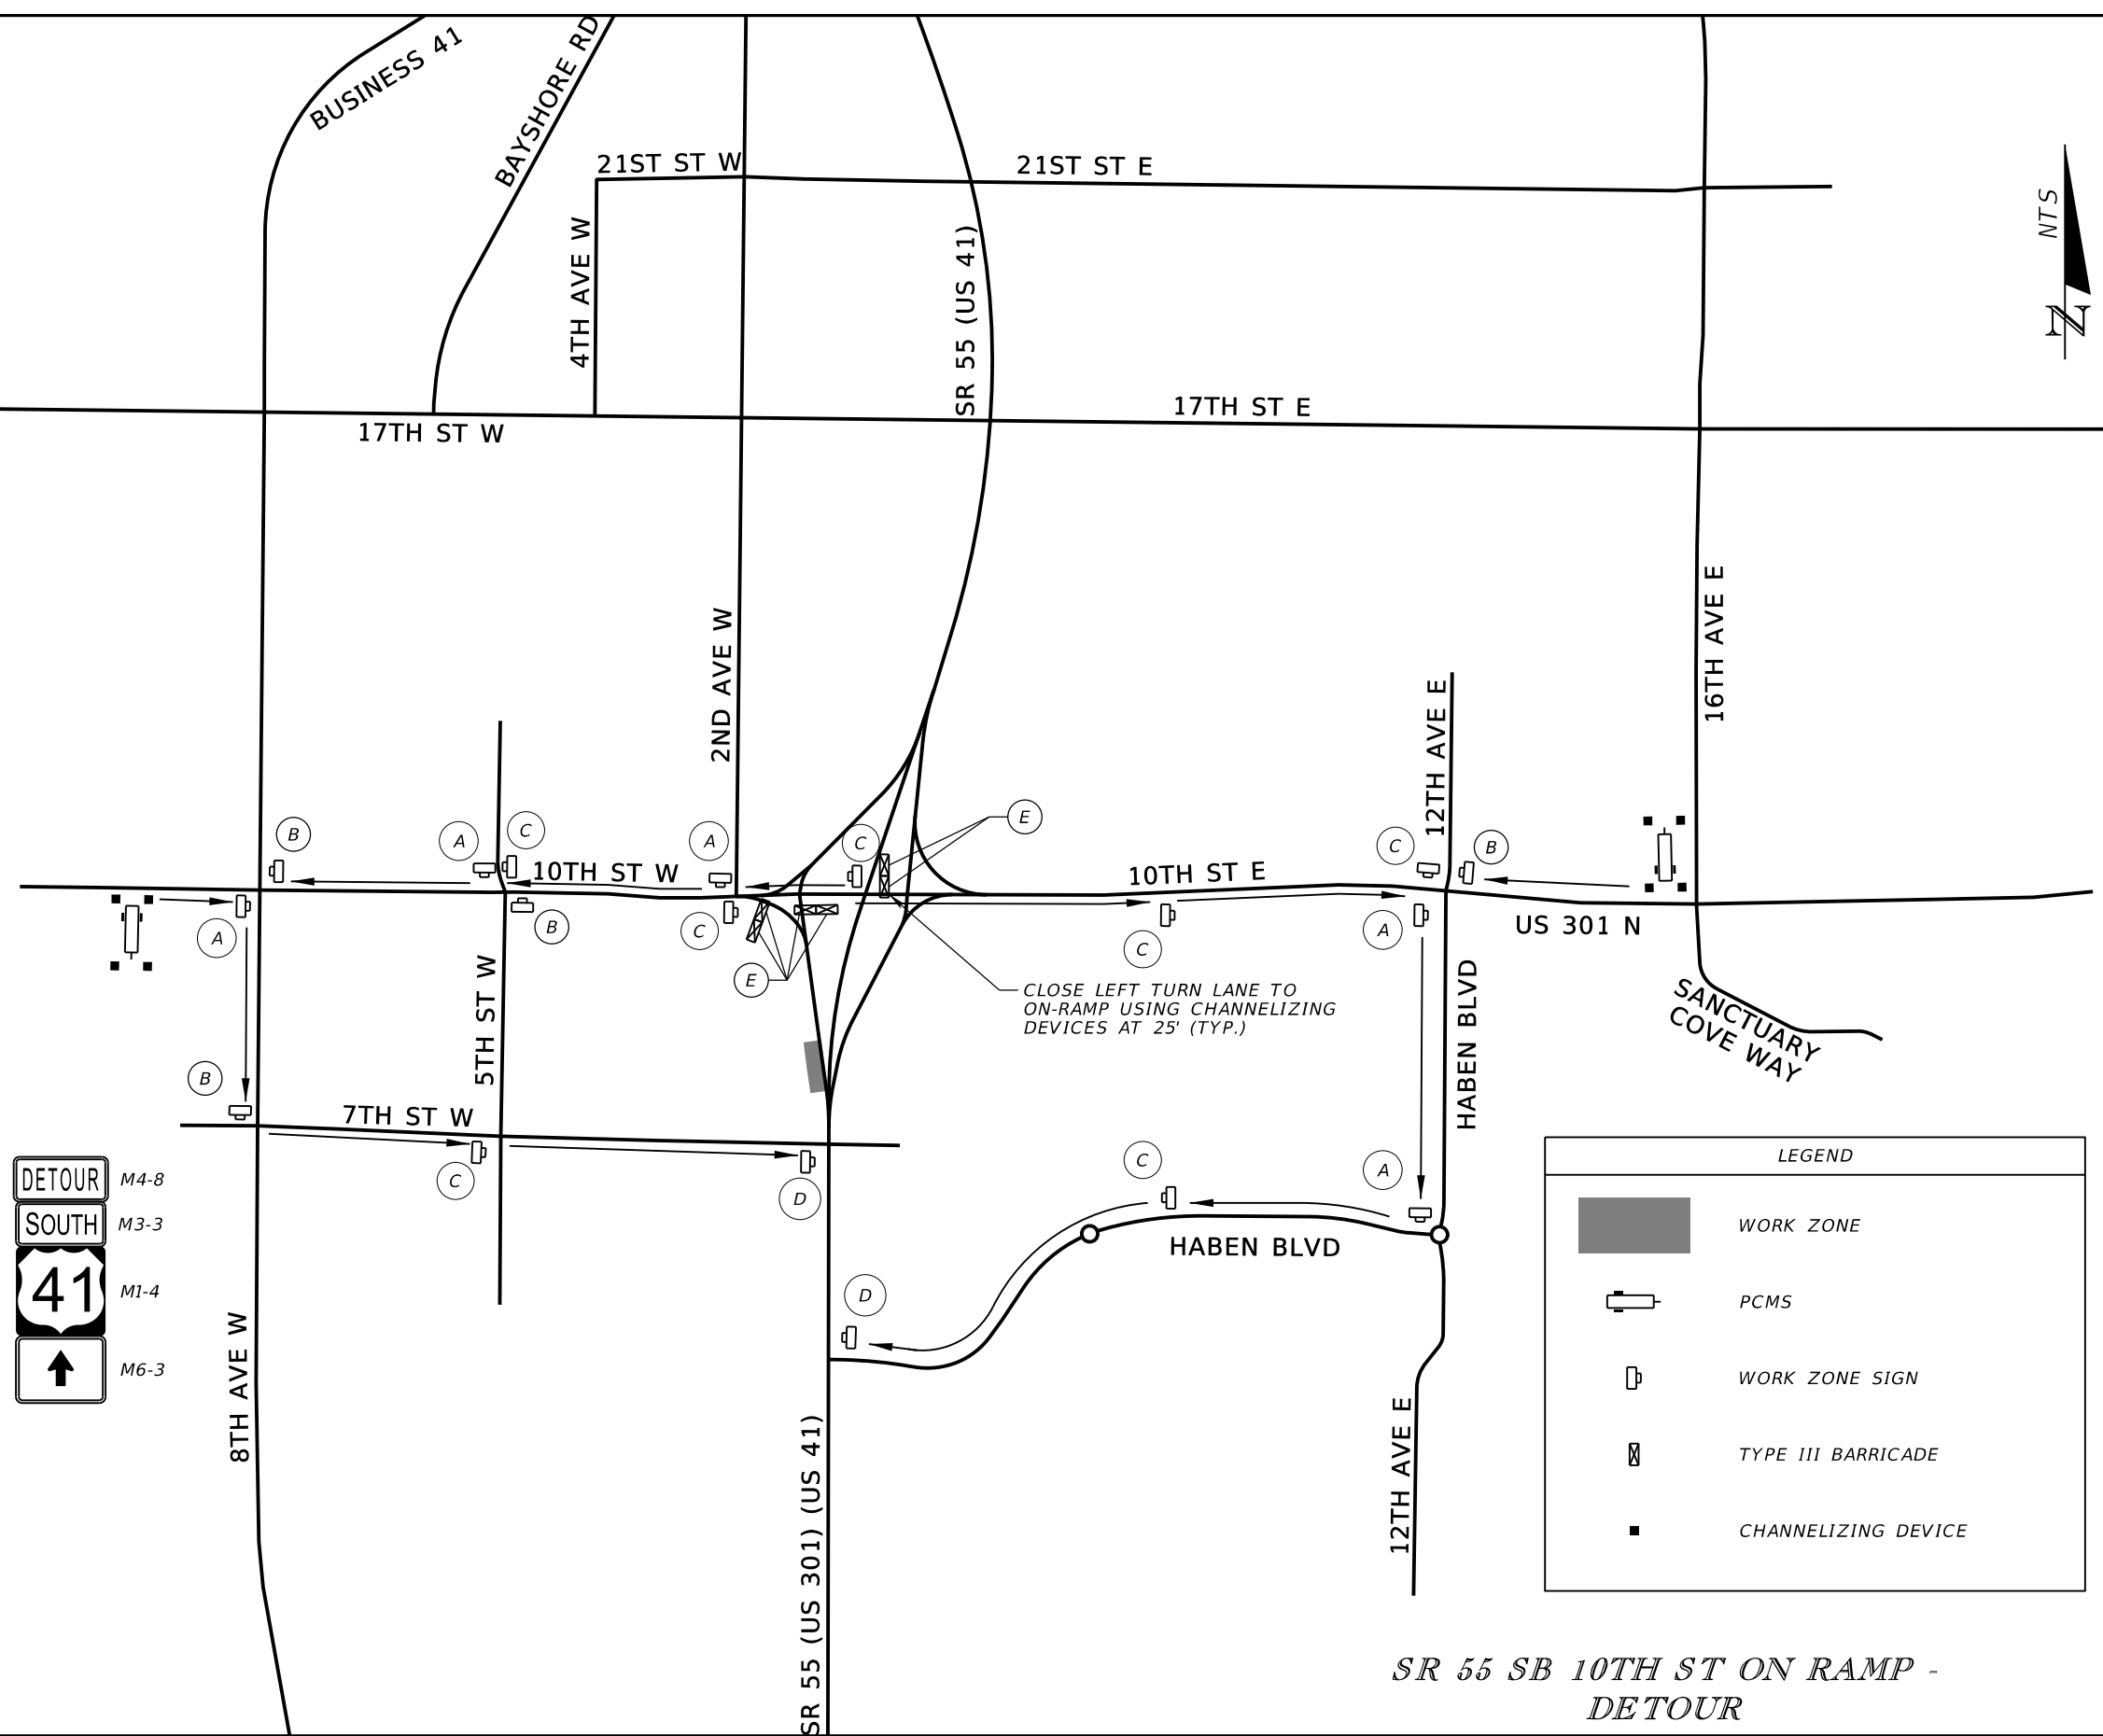 BUSINESS 41
BAYSHORE RD
21ST ST W
21ST ST E
4TH AVE W
SR 55 (US 41)
NTS
N
17TH ST W
17TH ST E
2ND AVE W
16TH AVE E
12TH AVE E
B
A
C
10TH ST W
A
C
E
10TH ST E
C
B
A
B
C
E
C
A
US 301 N
CLOSE LEFT TURN LANE TO
ON-RAMP USING CHANNELIZING
DEVICES AT 25' (TYP.)
5TH ST W
HABEN BLVD
SANCTUARY
COVE WAY
B
7TH ST W
C
D
C
A
HABEN BLVD
D
DETOUR
M4-8
SOUTH
M3-3
41
M1-4
M6-3
8TH AVE W
SR 55 (US 301) (US 41)
12TH AVE E
LEGEND
WORK ZONE
PCMS
WORK ZONE SIGN
TYPE III BARRICADE
CHANNELIZING DEVICE
SR 55 SB 10TH ST ON RAMP -
DETOUR